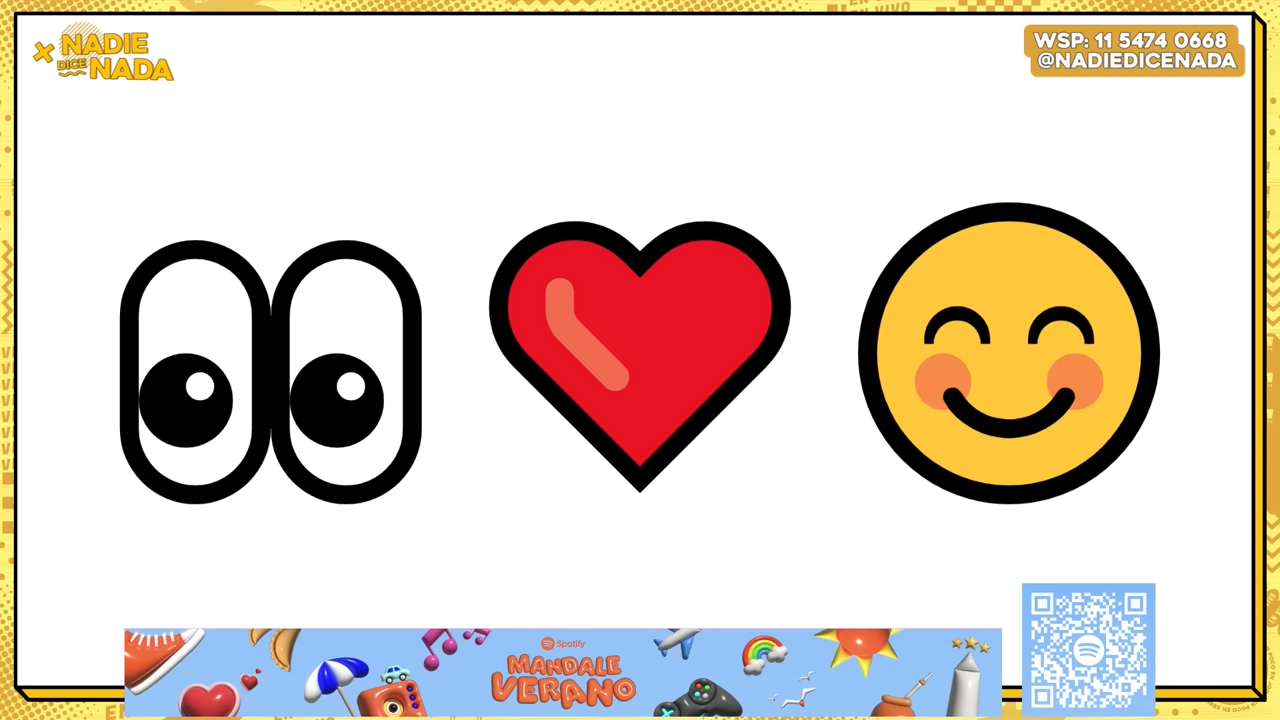 NADIE
DICE NADA
WSP: 11 5474 0668
@NADIEDICENADA
Spotify
MANDALE
VERANO